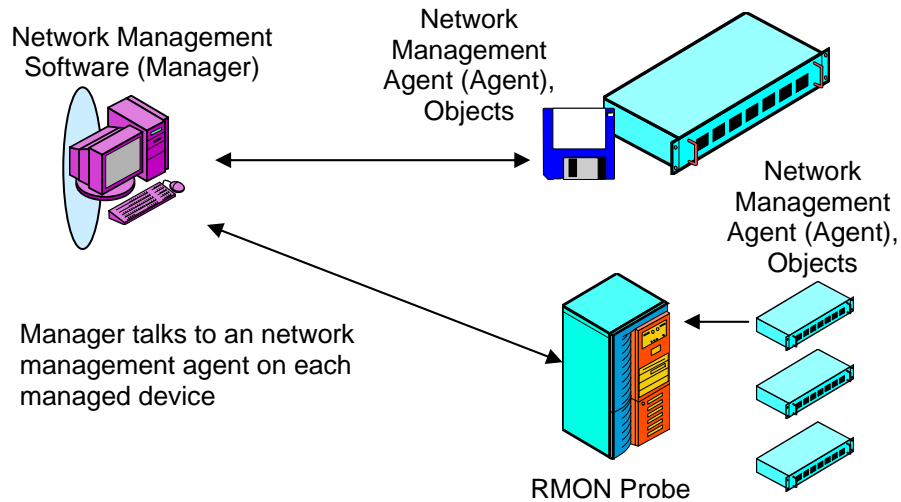 Network Management
Software (Manager)
Network
Management
Agent (Agent),
Objects
Network
Management
Agent (Agent),
Objects
Manager talks to an network
management agent on each
managed device
RMON Probe